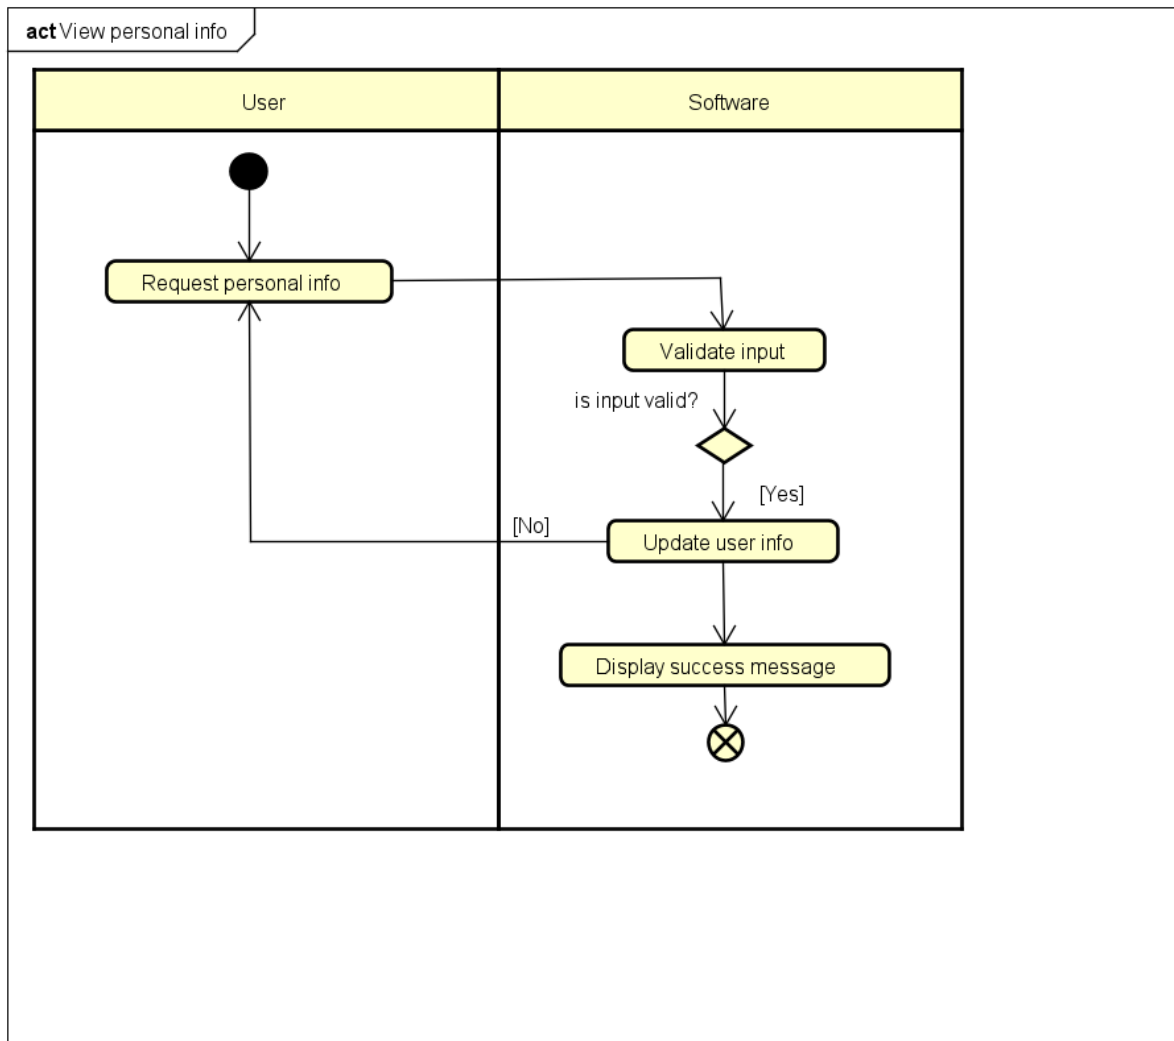 act View personal info
User
Software
Request personal info
Validate input
is input valid?
[Yes]
[No]
Update user info
Display success message